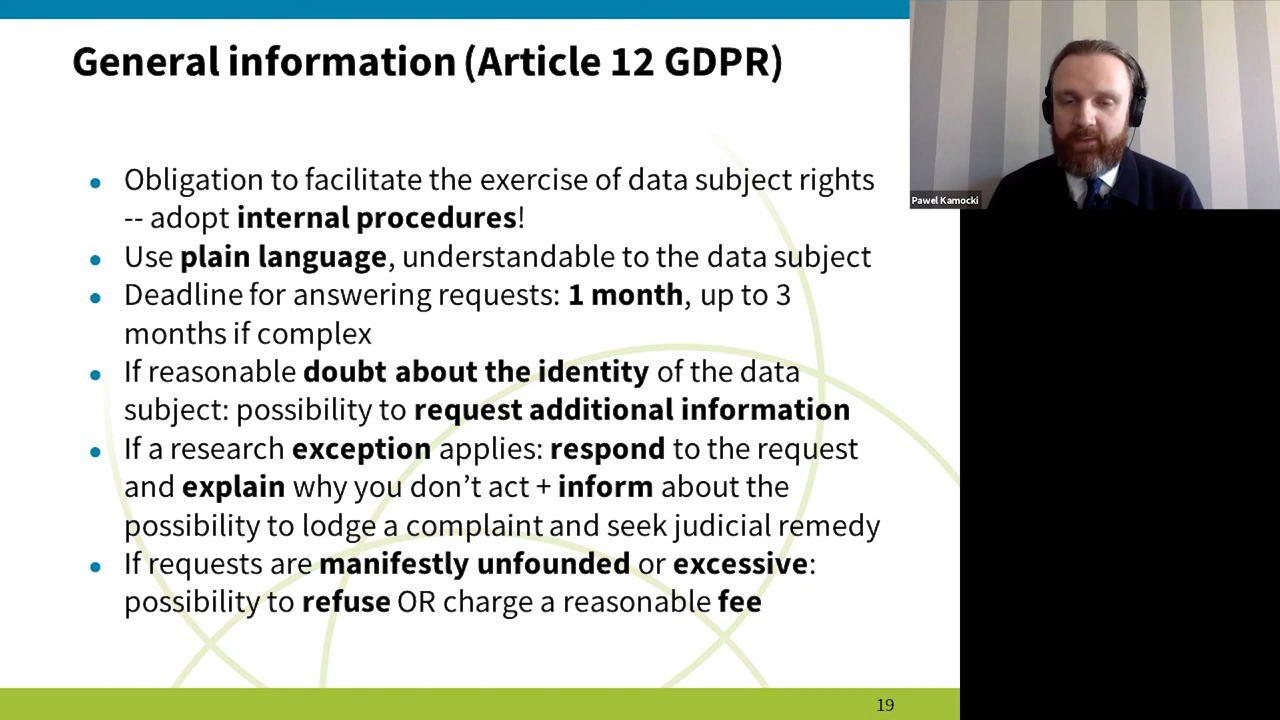 General information (Article 12 GDPR)
Obligation to facilitate the exercise of data subject rights
-- adopt internal procedures!
Use plain language, understandable to the data subject
Deadline for answering requests: 1 month, up to 3
months if complex
If reasonable doubt about the identity of the data
subject: possibility to request additional information
If a research exception applies: respond to the request
and explain why you don’t act + inform about the
possibility to lodge a complaint and seek judicial remedy
If requests are manifestly unfounded or excessive:
possibility to refuse OR charge a reasonable fee
19
Pawel Kamocki